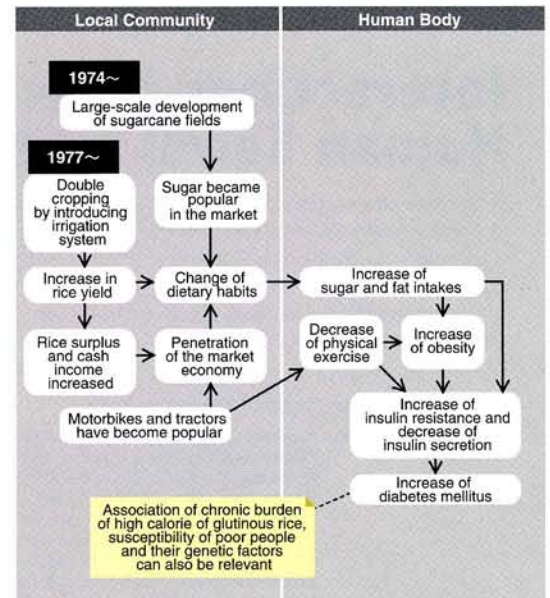 Local Community
Human Body
1974～
Large-scale development
of sugarcane fields
1977～
Double
cropping
by introducing
irrigation
system
Sugar became
popular
in the market
Increase in
rice yield
Change of
dietary habits
Increase of
sugar and fat intakes
Rice surplus
and cash
income
increased
Penetration
of the market
economy
Decrease
of physical
exercise
Increase
of obesity
Motorbikes and tractors
have become popular
Increase of
insulin resistance and
decrease of
insulin secretion
Increase of
diabetes mellitus
Association of chronic burden
of high calorie of glutinous rice,
susceptibility of poor people
and their genetic factors
can also be relevant